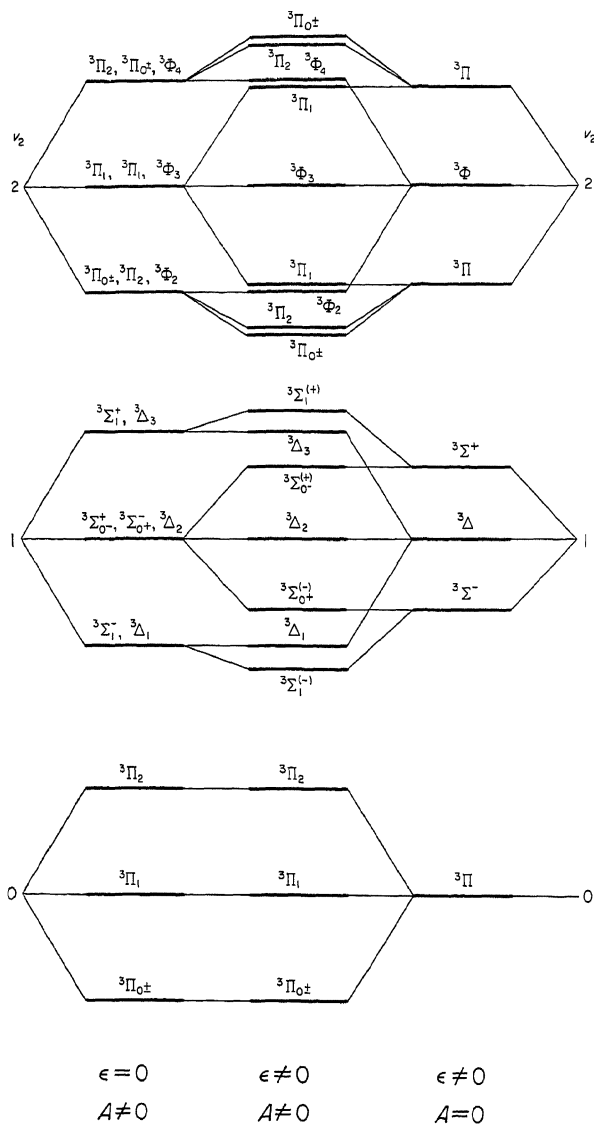 ³Π₀±
³Π₂, ³Π₀±, ³Φ₄ ³Π₂ ³Φ₄ ³Π
³Π₁
ν₂ ν₂
³Π₁, ³Π₁, ³Φ₃ ³Φ₃ ³Φ
2 2
³Π₀±, ³Π₂, ³Φ₂ ³Π₁ ³Π
³Π₂ ³Φ₂
³Π₀±
³Σ₁⁺, ³Δ₃ ³Σ₁⁽⁺⁾
³Δ₃ ³Σ⁺
³Σ₀-⁽⁺⁾
³Σ₀-⁺, ³Σ₀+⁻, ³Δ₂ ³Δ₂ ³Δ
1 1
³Σ₀+⁽⁻⁾ ³Σ⁻
³Σ₁⁻, ³Δ₁ ³Δ₁
³Σ₁⁽⁻⁾
³Π₂ ³Π₂
³Π₁ ³Π₁ ³Π
0 0
³Π₀± ³Π₀±
ϵ=0 ϵ≠0 ϵ≠0
A≠0 A≠0 A=0